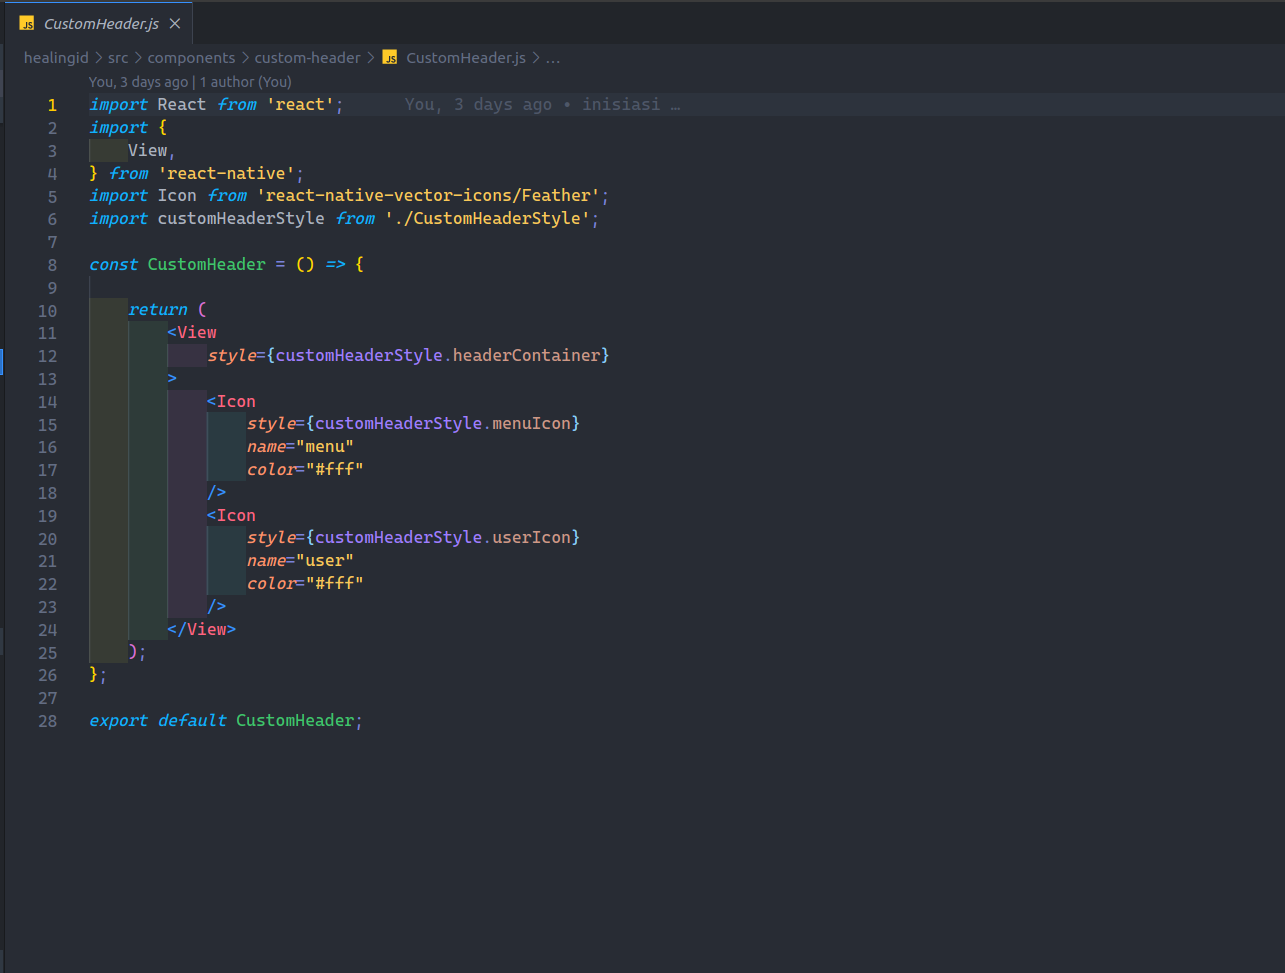 JS CustomHeader.js ×
healingid > src > components > custom-header > JS CustomHeader.js > ...
You, 3 days ago | 1 author (You)
1 import React from 'react'; You, 3 days ago • inisiasi …
2 import {
3     View,
4 } from 'react-native';
5 import Icon from 'react-native-vector-icons/Feather';
6 import customHeaderStyle from './CustomHeaderStyle';
7
8 const CustomHeader = () => {
9
10     return (
11         <View
12             style={customHeaderStyle.headerContainer}
13         >
14             <Icon
15                 style={customHeaderStyle.menuIcon}
16                 name="menu"
17                 color="#fff"
18             />
19             <Icon
20                 style={customHeaderStyle.userIcon}
21                 name="user"
22                 color="#fff"
23             />
24         </View>
25     );
26 };
27
28 export default CustomHeader;